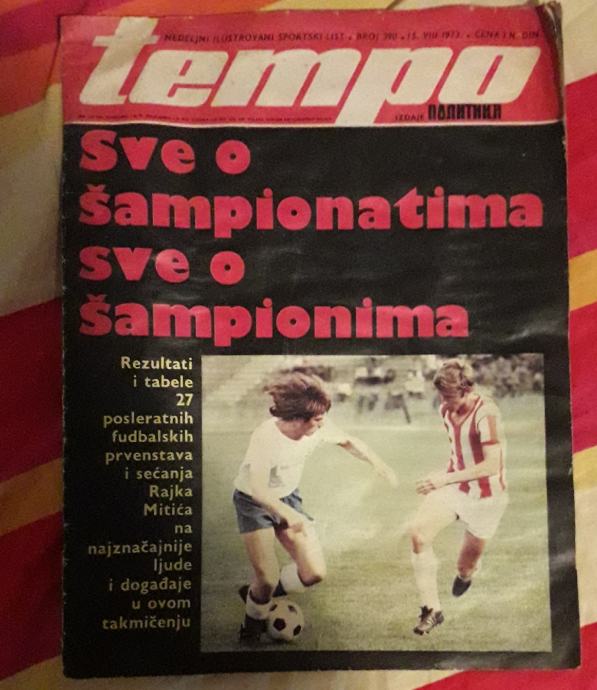 NEDELJNI ILUSTROVANI SPORTSKI LIST • BROJ 390 • 15. VIII 1973. • CENA 3 N. DIN.
tempo
IZDAJE ПОЛИТИКА
Sve o
šampionatima
sve o
šampionima
Rezultati
i tabele
27
posleratnih
fudbalskih
prvenstava
i sećanja
Rajka
Mitića
na
najznačajnije
ljude
i događaje
u ovom
takmičenju